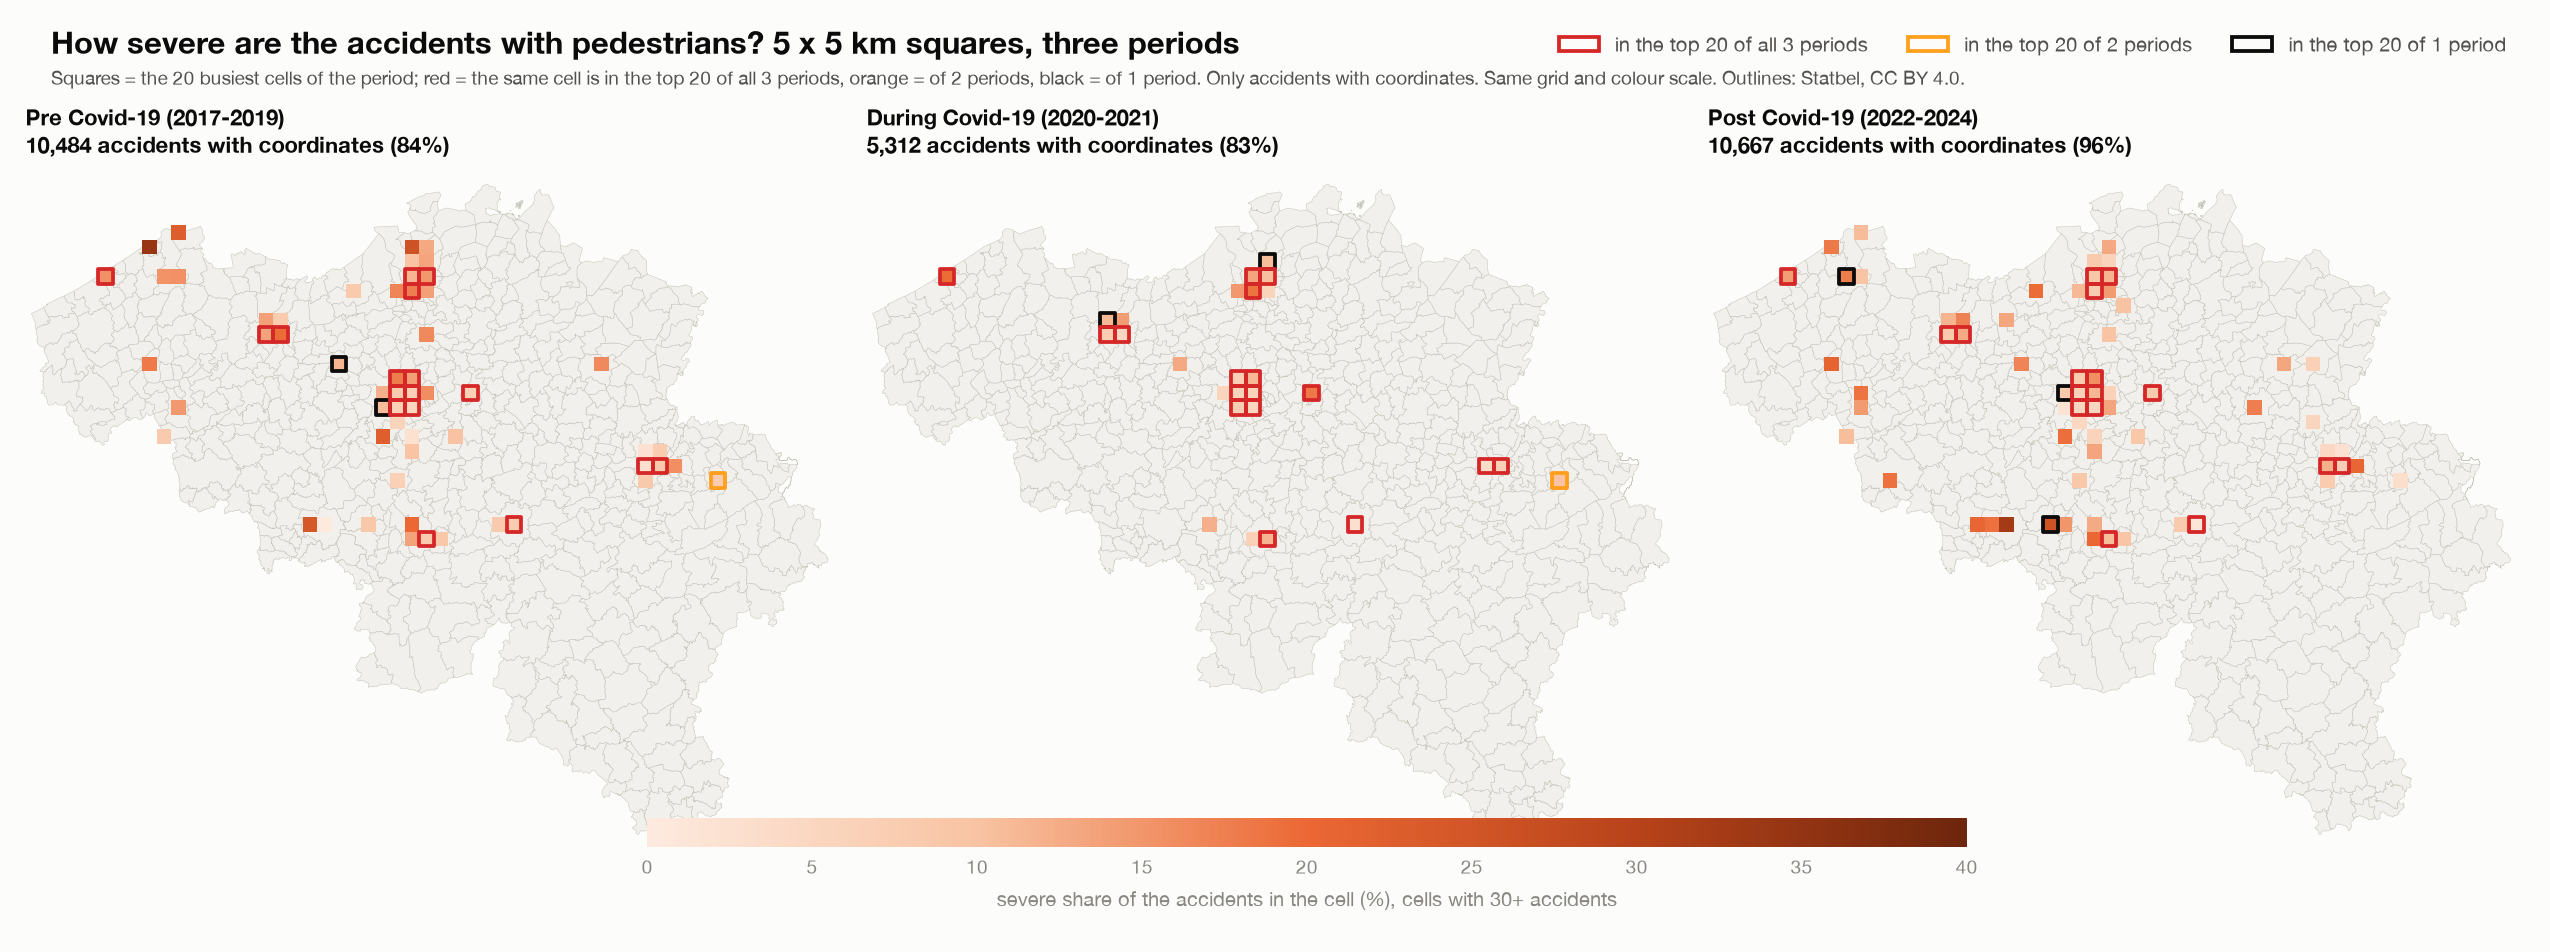 How severe are the accidents with pedestrians? 5 x 5 km squares, three periods
in the top 20 of all 3 periods
in the top 20 of 2 periods
in the top 20 of 1 period
Squares = the 20 busiest cells of the period; red = the same cell is in the top 20 of all 3 periods, orange = of 2 periods, black = of 1 period. Only accidents with coordinates. Same grid and colour scale. Outlines: Statbel, CC BY 4.0.
Pre Covid-19 (2017-2019)
10,484 accidents with coordinates (84%)
During Covid-19 (2020-2021)
5,312 accidents with coordinates (83%)
Post Covid-19 (2022-2024)
10,667 accidents with coordinates (96%)
0 5 10 15 20 25 30 35 40
severe share of the accidents in the cell (%), cells with 30+ accidents